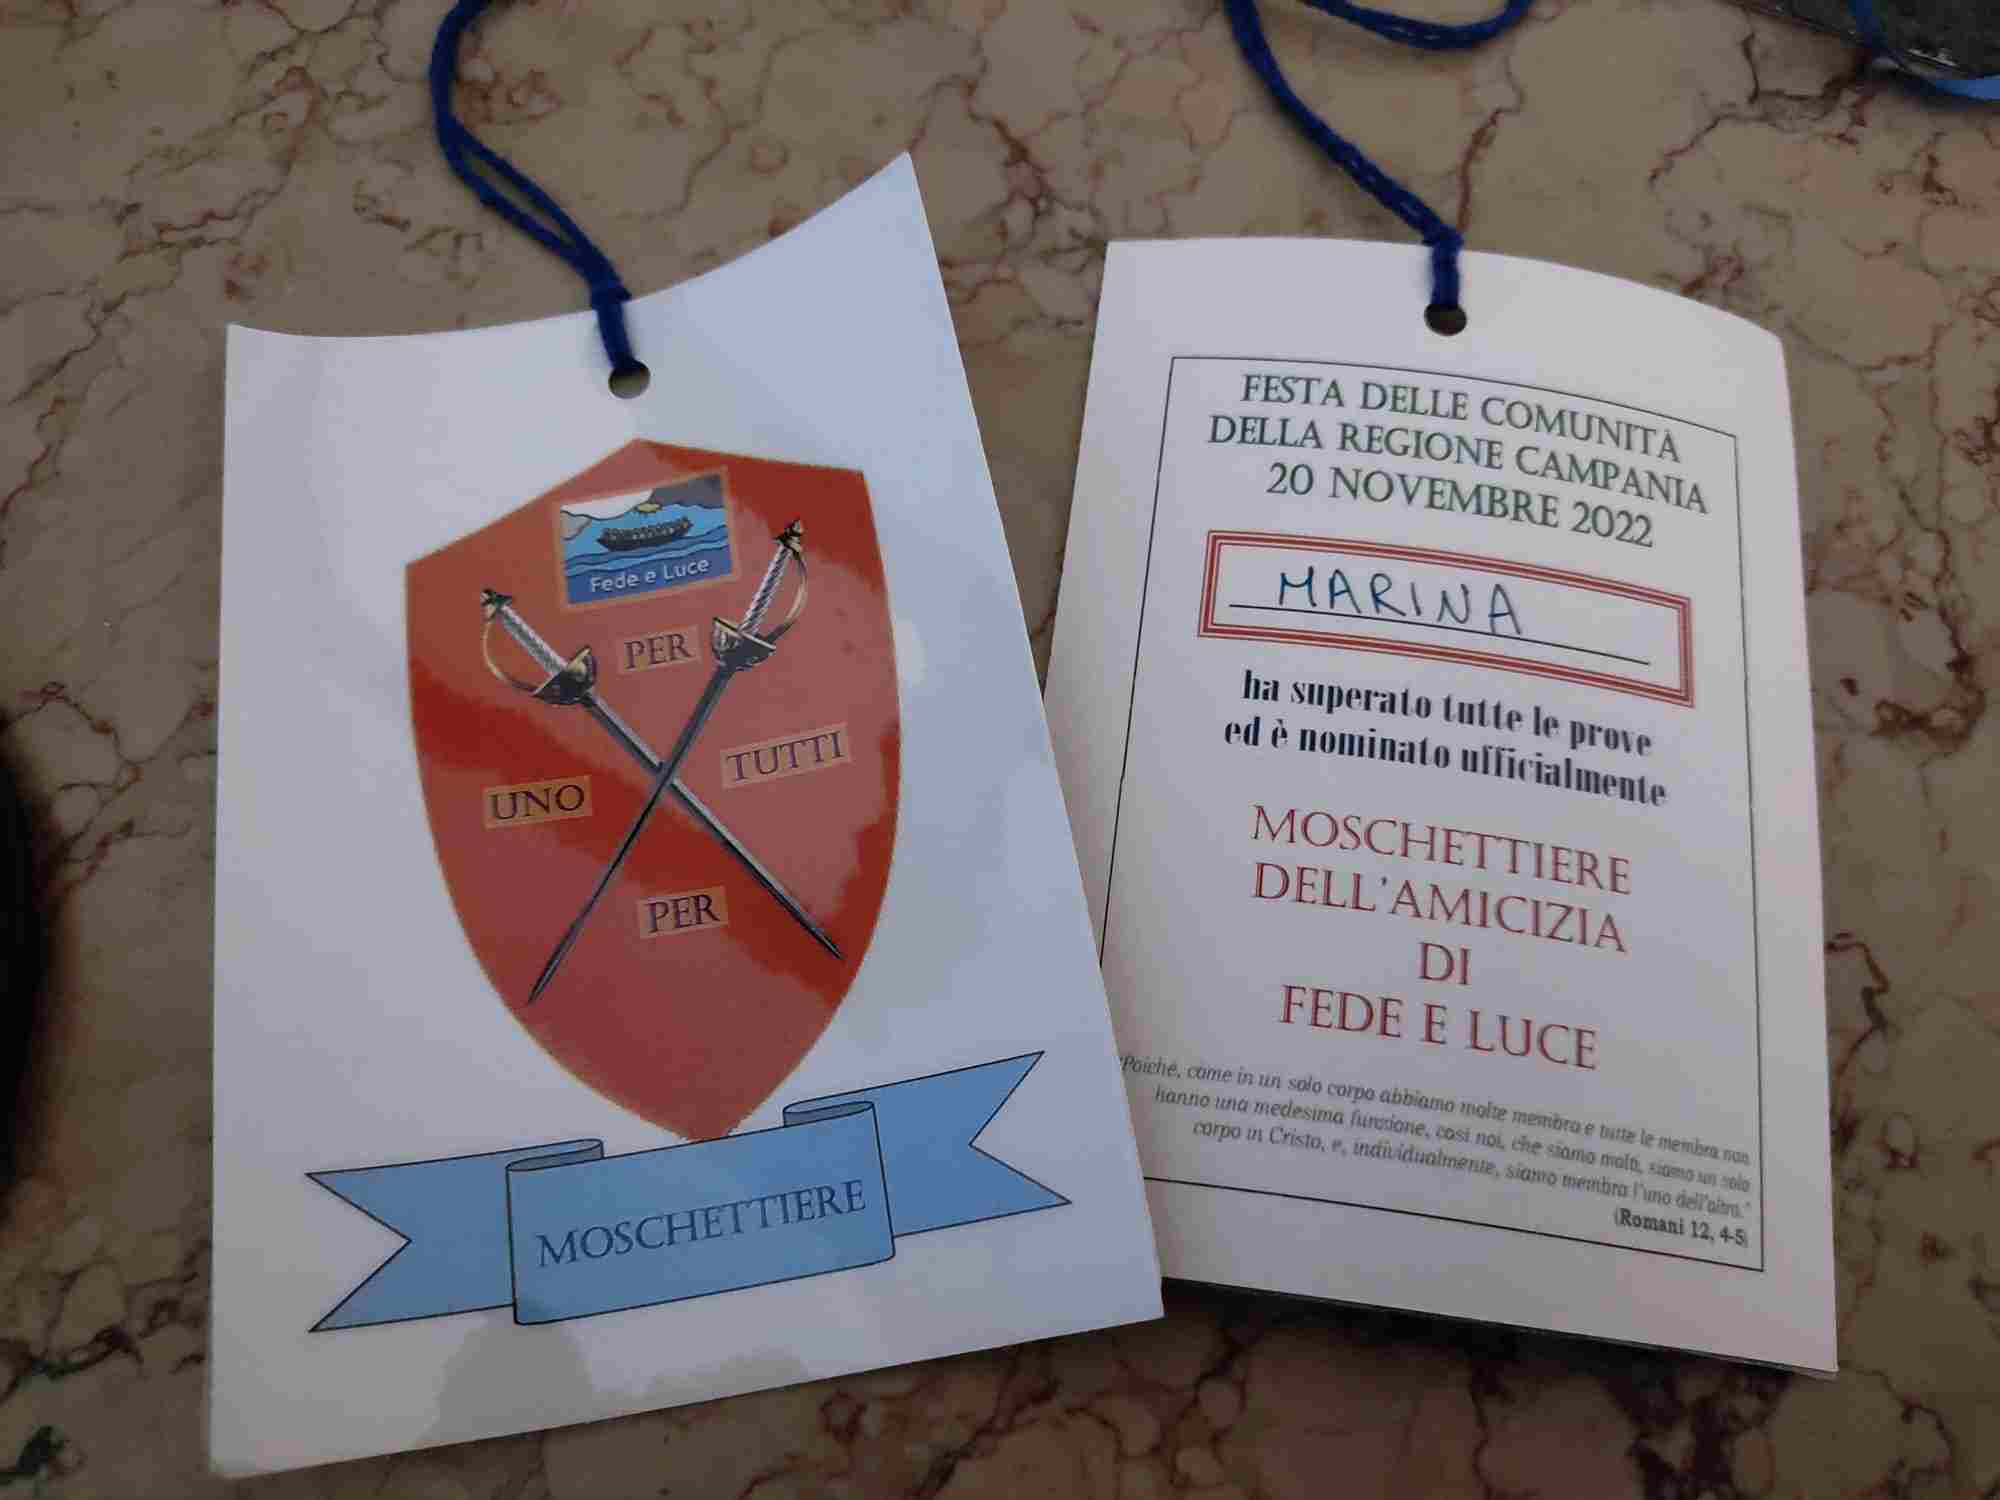 Fede e Luce
PER
TUTTI
UNO
PER
MOSCHETTIERE
FESTA DELLE COMUNITÀ
DELLA REGIONE CAMPANIA
20 NOVEMBRE 2022
MARINA
ha superato tutte le prove
ed è nominato ufficialmente
MOSCHETTIERE
DELL'AMICIZIA
DI
FEDE E LUCE
"Poiché, come in un solo corpo abbiamo molte membra e tutte le membra non
hanno una medesima funzione, così noi, che siamo molti, siamo un solo
corpo in Cristo, e, individualmente, siamo membra l'uno dell'altro."
(Romani 12, 4-5)